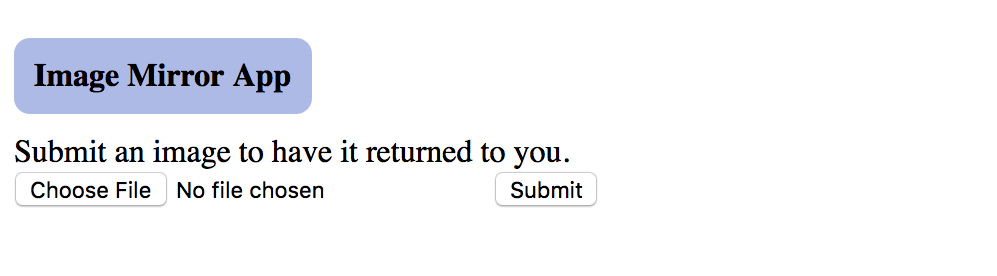 Image Mirror App
Submit an image to have it returned to you.
Choose File No file chosen Submit